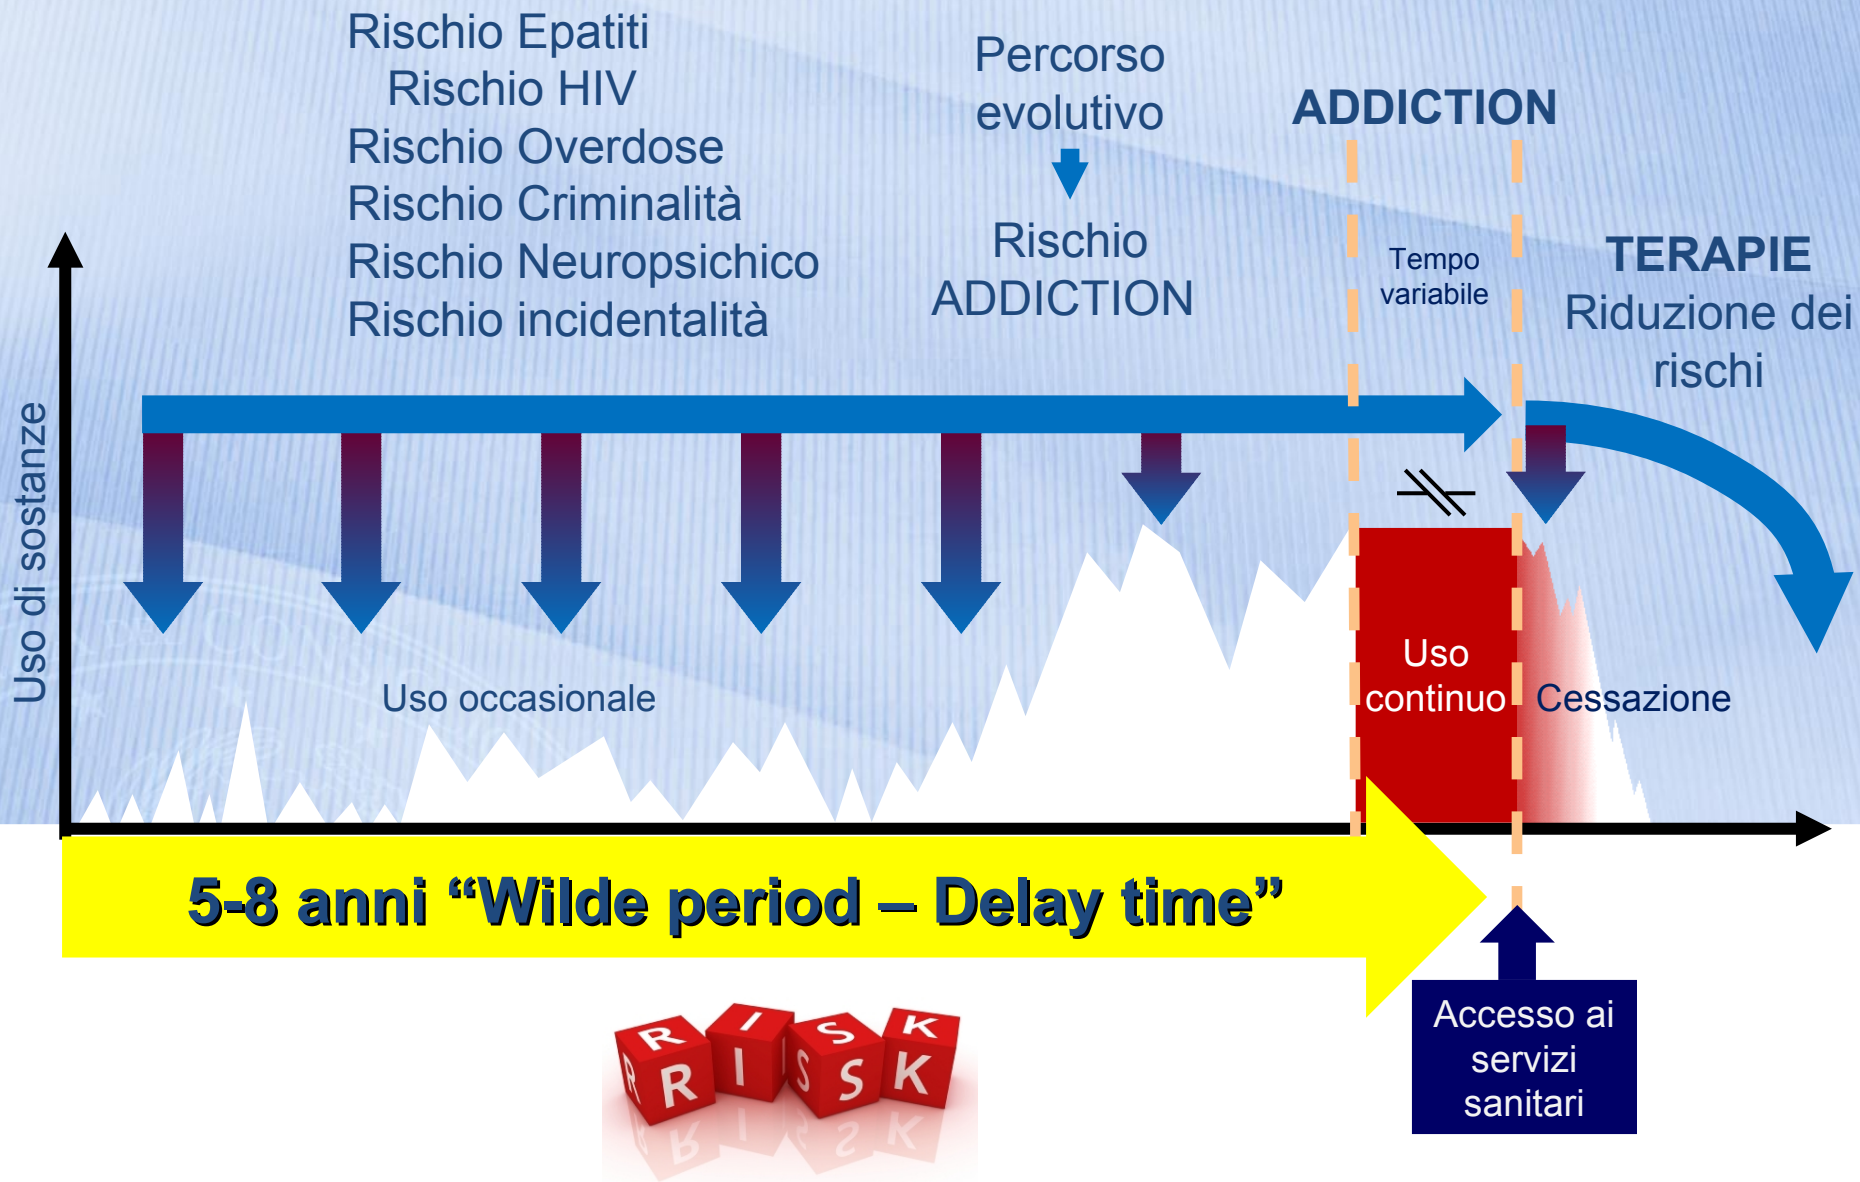 Rischio Epatiti
Rischio HIV
Rischio Overdose
Rischio Criminalità
Rischio Neuropsichico
Rischio incidentalità
Percorso
evolutivo
Rischio
ADDICTION
ADDICTION
Tempo
variabile
TERAPIE
Riduzione dei
rischi
Uso di sostanze
Uso occasionale
Uso
continuo
Cessazione
5-8 anni “Wilde period – Delay time”
Accesso ai
servizi
sanitari
R I S K
R R I S S K